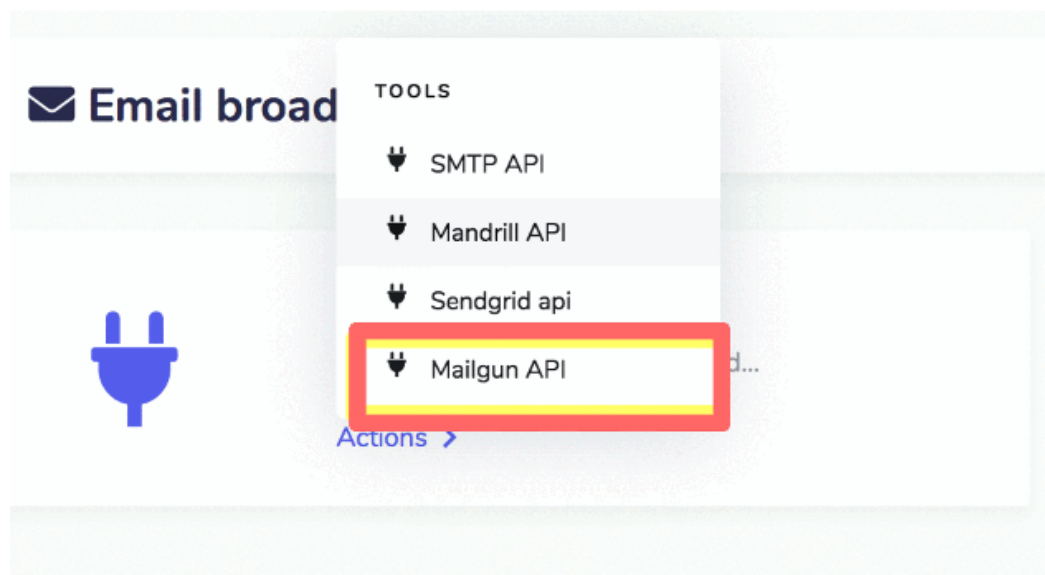 Email broad
TOOLS
SMTP API
Mandrill API
Sendgrid api
Mailgun API
d...
Actions